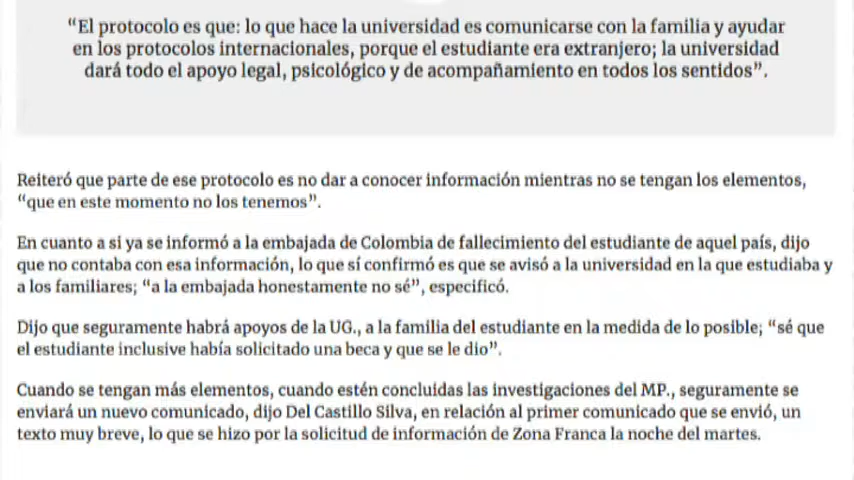 “El protocolo es que: lo que hace la universidad es comunicarse con la familia y ayudar
en los protocolos internacionales, porque el estudiante era extranjero; la universidad
dará todo el apoyo legal, psicológico y de acompañamiento en todos los sentidos”.
Reiteró que parte de ese protocolo es no dar a conocer información mientras no se tengan los elementos,
“que en este momento no los tenemos”.
En cuanto a si ya se informó a la embajada de Colombia de fallecimiento del estudiante de aquel país, dijo
que no contaba con esa información, lo que sí confirmó es que se avisó a la universidad en la que estudiaba y
a los familiares; “a la embajada honestamente no sé”, especificó.
Dijo que seguramente habrá apoyos de la UG., a la familia del estudiante en la medida de lo posible; “sé que
el estudiante inclusive había solicitado una beca y que se le dio”.
Cuando se tengan más elementos, cuando estén concluidas las investigaciones del MP., seguramente se
enviará un nuevo comunicado, dijo Del Castillo Silva, en relación al primer comunicado que se envió, un
texto muy breve, lo que se hizo por la solicitud de información de Zona Franca la noche del martes.